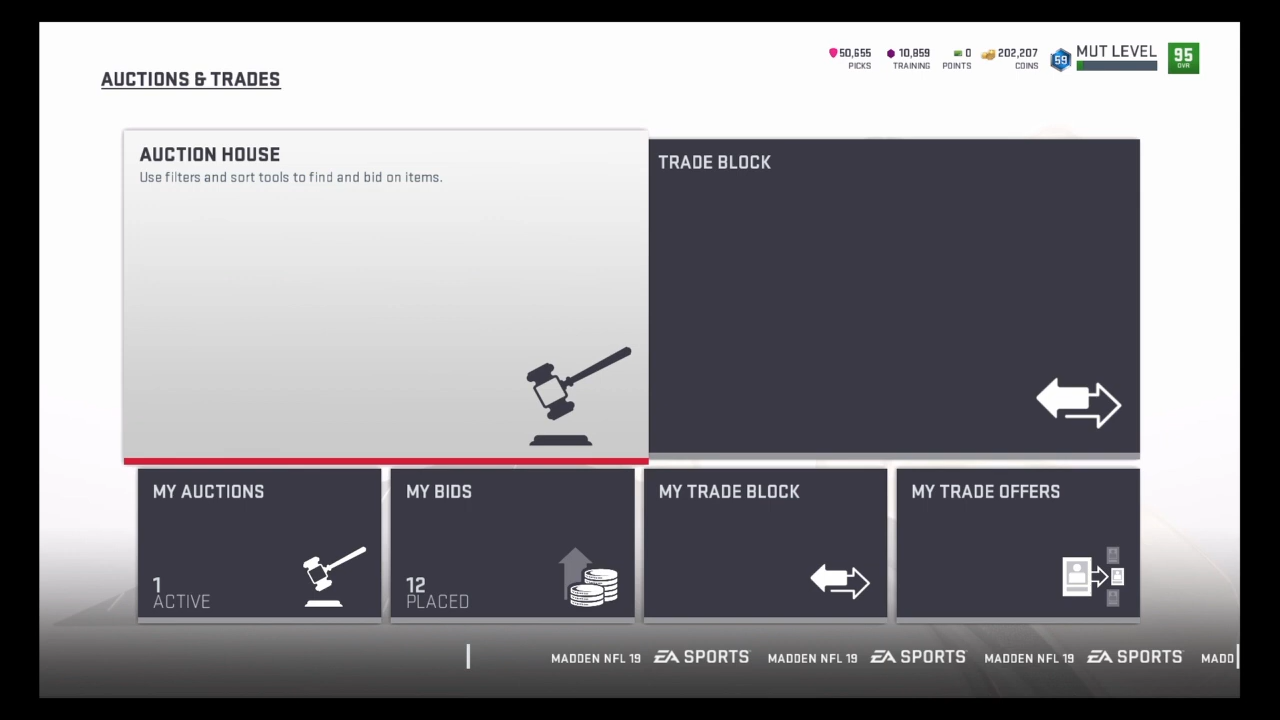 AUCTIONS & TRADES
50,655 PICKS
10,859 TRAINING
0 POINTS
202,207 COINS
59
MUT LEVEL
95 OVR
AUCTION HOUSE
Use filters and sort tools to find and bid on items.
TRADE BLOCK
MY AUCTIONS
1
ACTIVE
MY BIDS
12
PLACED
MY TRADE BLOCK
MY TRADE OFFERS
MADDEN NFL 19 EA SPORTS MADDEN NFL 19 EA SPORTS MADDEN NFL 19 EA SPORTS MADD